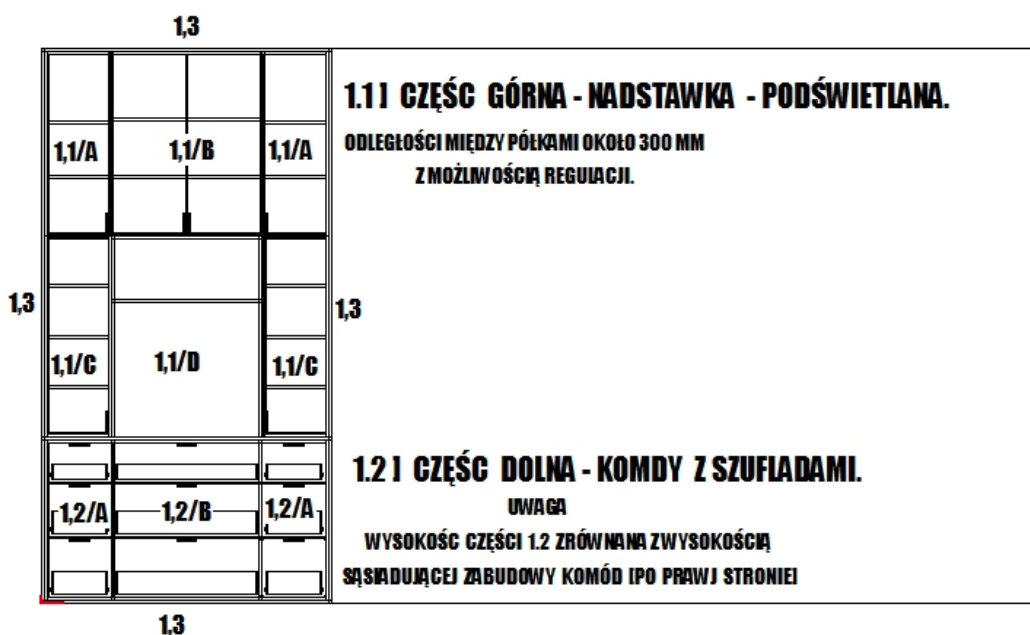 1,3
1.1] CZĘŚC GÓRNA - NADSTAWKA - PODŚWIETLANA.
ODLEGŁOŚCI MIĘDZY PÓŁKAMI OKOŁO 300 MM
Z MOŻLIWOŚCIĄ REGULACJI.
1,1/A 1,1/B 1,1/A
1,3 1,3
1,1/C 1,1/D 1,1/C
1.2] CZĘŚC DOLNA - KOMDY Z SZUFLADAMI.
UWAGA
1,2/A 1,2/B 1,2/A
WYSOKOŚC CZĘŚCI 1.2 ZRÓWNANA Z WYSOKOŚCIĄ
SĄSIADUJĄCEJ ZABUDOWY KOMÓD [PO PRAWJ STRONIE]
1,3